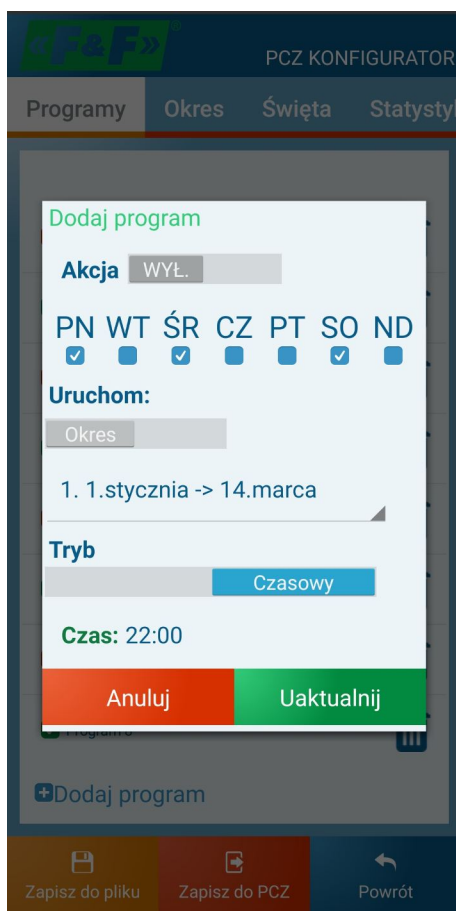 «F&F»®
PCZ KONFIGURATOR
Programy Okres Święta Statysty
Dodaj program
Akcja WYŁ.
PN WT ŚR CZ PT SO ND
Uruchom:
Okres
1. 1.stycznia -> 14.marca
Tryb
Czasowy
Czas: 22:00
Anuluj Uaktualnij
Dodaj program
Zapisz do pliku Zapisz do PCZ Powrót